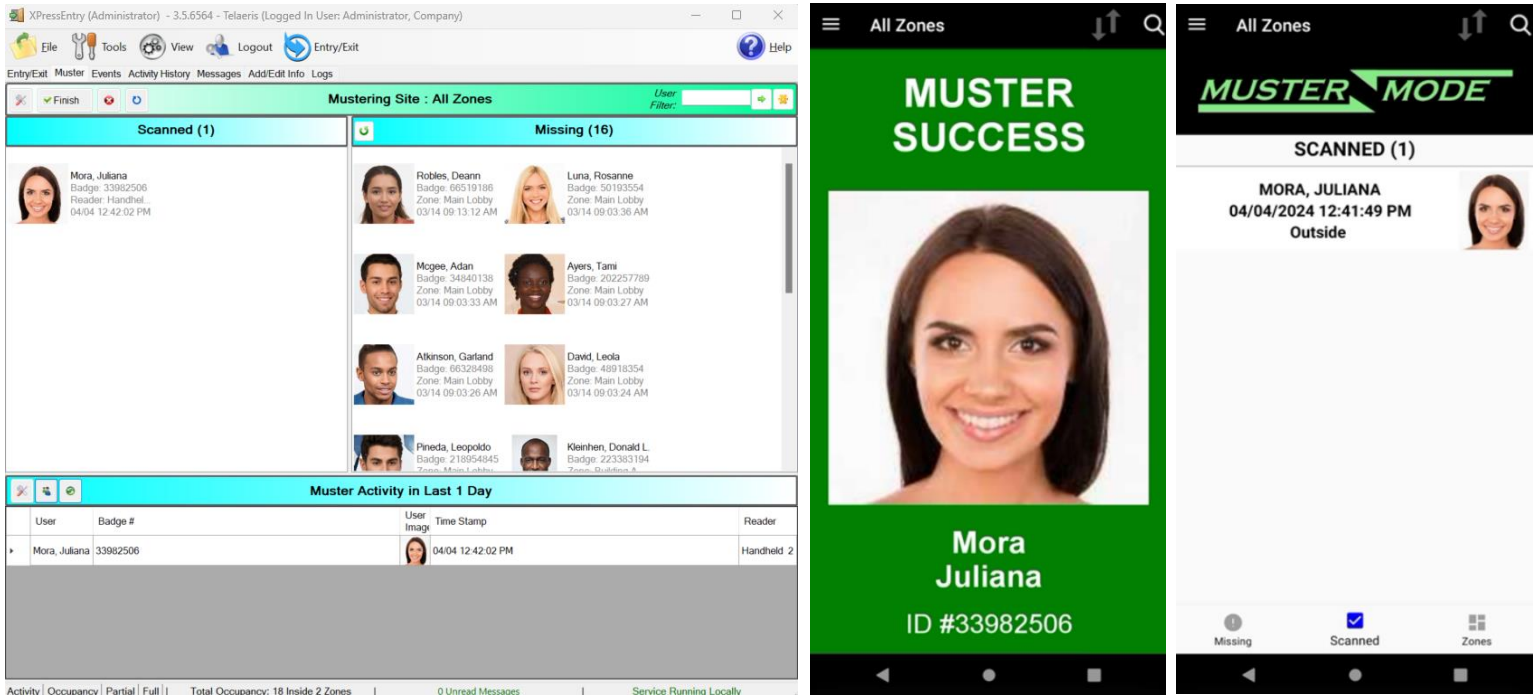 XPressEntry (Administrator) - 3.5.6564 - Telaeris (Logged In User: Administrator, Company)
File Tools View Logout Entry/Exit Help
Entry/Exit Muster Events Activity History Messages Add/Edit Info Logs
Finish Mustering Site : All Zones User Filter:
Scanned (1)
Mora, Juliana
Badge: 33982506
Reader: Handhel...
04/04 12:42:02 PM
Missing (16)
Robles, Deann
Badge: 66519186
Zone: Main Lobby
03/14 09:13:12 AM
Luna, Rosanne
Badge: 50193554
Zone: Main Lobby
03/14 09:03:36 AM
Mcgee, Adan
Badge: 34840138
Zone: Main Lobby
03/14 09:03:33 AM
Ayers, Tami
Badge: 202257789
Zone: Main Lobby
03/14 09:03:27 AM
Atkinson, Garland
Badge: 66328498
Zone: Main Lobby
03/14 09:03:26 AM
David, Leola
Badge: 48918354
Zone: Main Lobby
03/14 09:03:24 AM
Pineda, Leopoldo
Badge: 218954845
Zone: Main Lobby
Kleinhen, Donald L.
Badge: 223383194
Zone: Building A
Muster Activity in Last 1 Day
User Badge # User Image Time Stamp Reader
Mora, Juliana 33982506 04/04 12:42:02 PM Handheld 2
Activity Occupancy Partial Full | Total Occupancy: 18 Inside 2 Zones | 0 Unread Messages | Service Running Locally
All Zones
MUSTER
SUCCESS
Mora
Juliana
ID #33982506
All Zones
MUSTER MODE
SCANNED (1)
MORA, JULIANA
04/04/2024 12:41:49 PM
Outside
Missing Scanned Zones